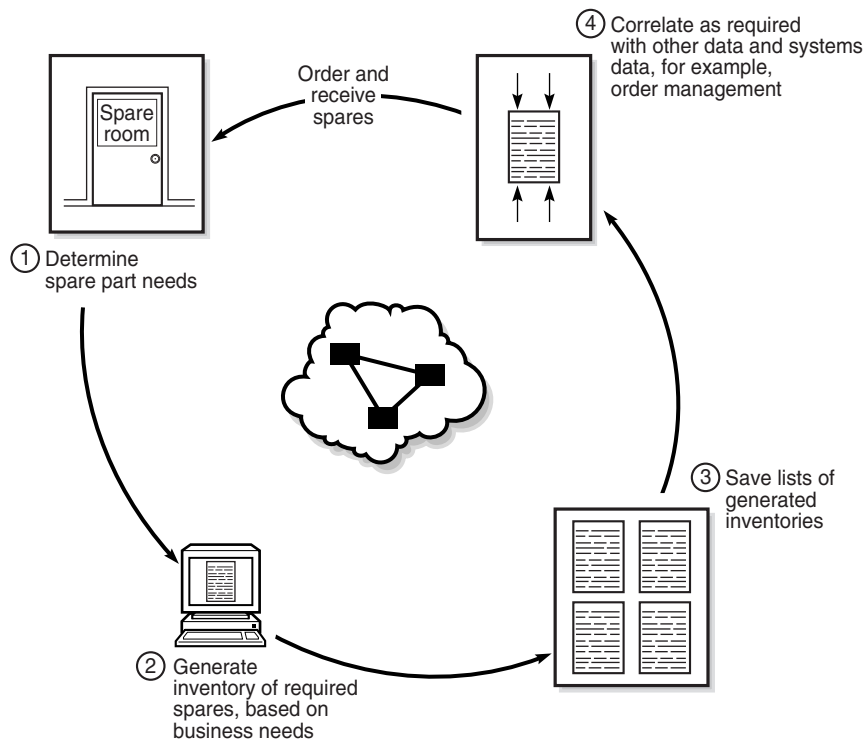 4 Correlate as required
with other data and systems
data, for example,
order management
Order and
receive
spares
Spare
room
1 Determine
spare part needs
3 Save lists of
generated
inventories
2 Generate
inventory of required
spares, based on
business needs